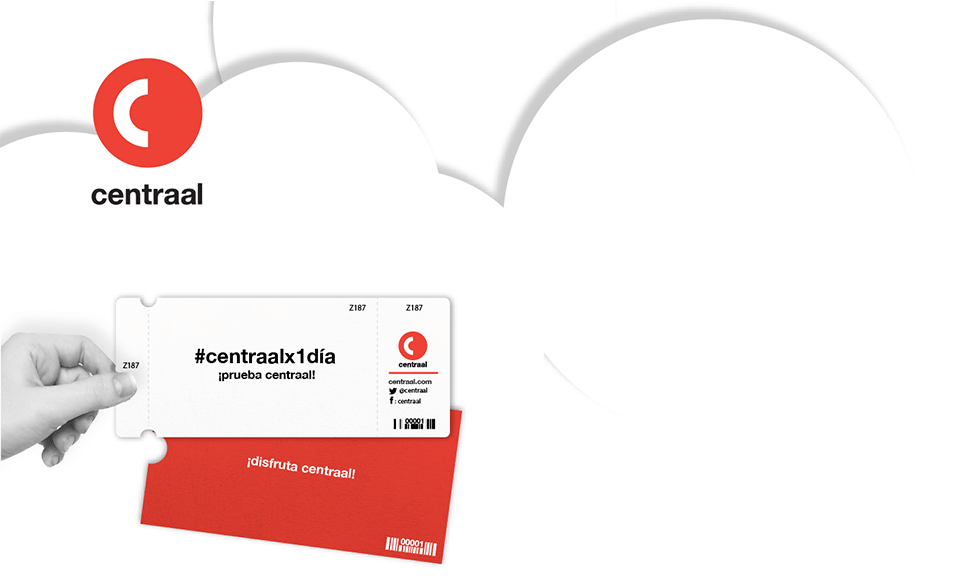 centraal
Z187
Z187
Z187
#centraalx1día
¡prueba centraal!
centraal
centraal.com
@centraal
f : centraal
00001
¡disfruta centraal!
00001